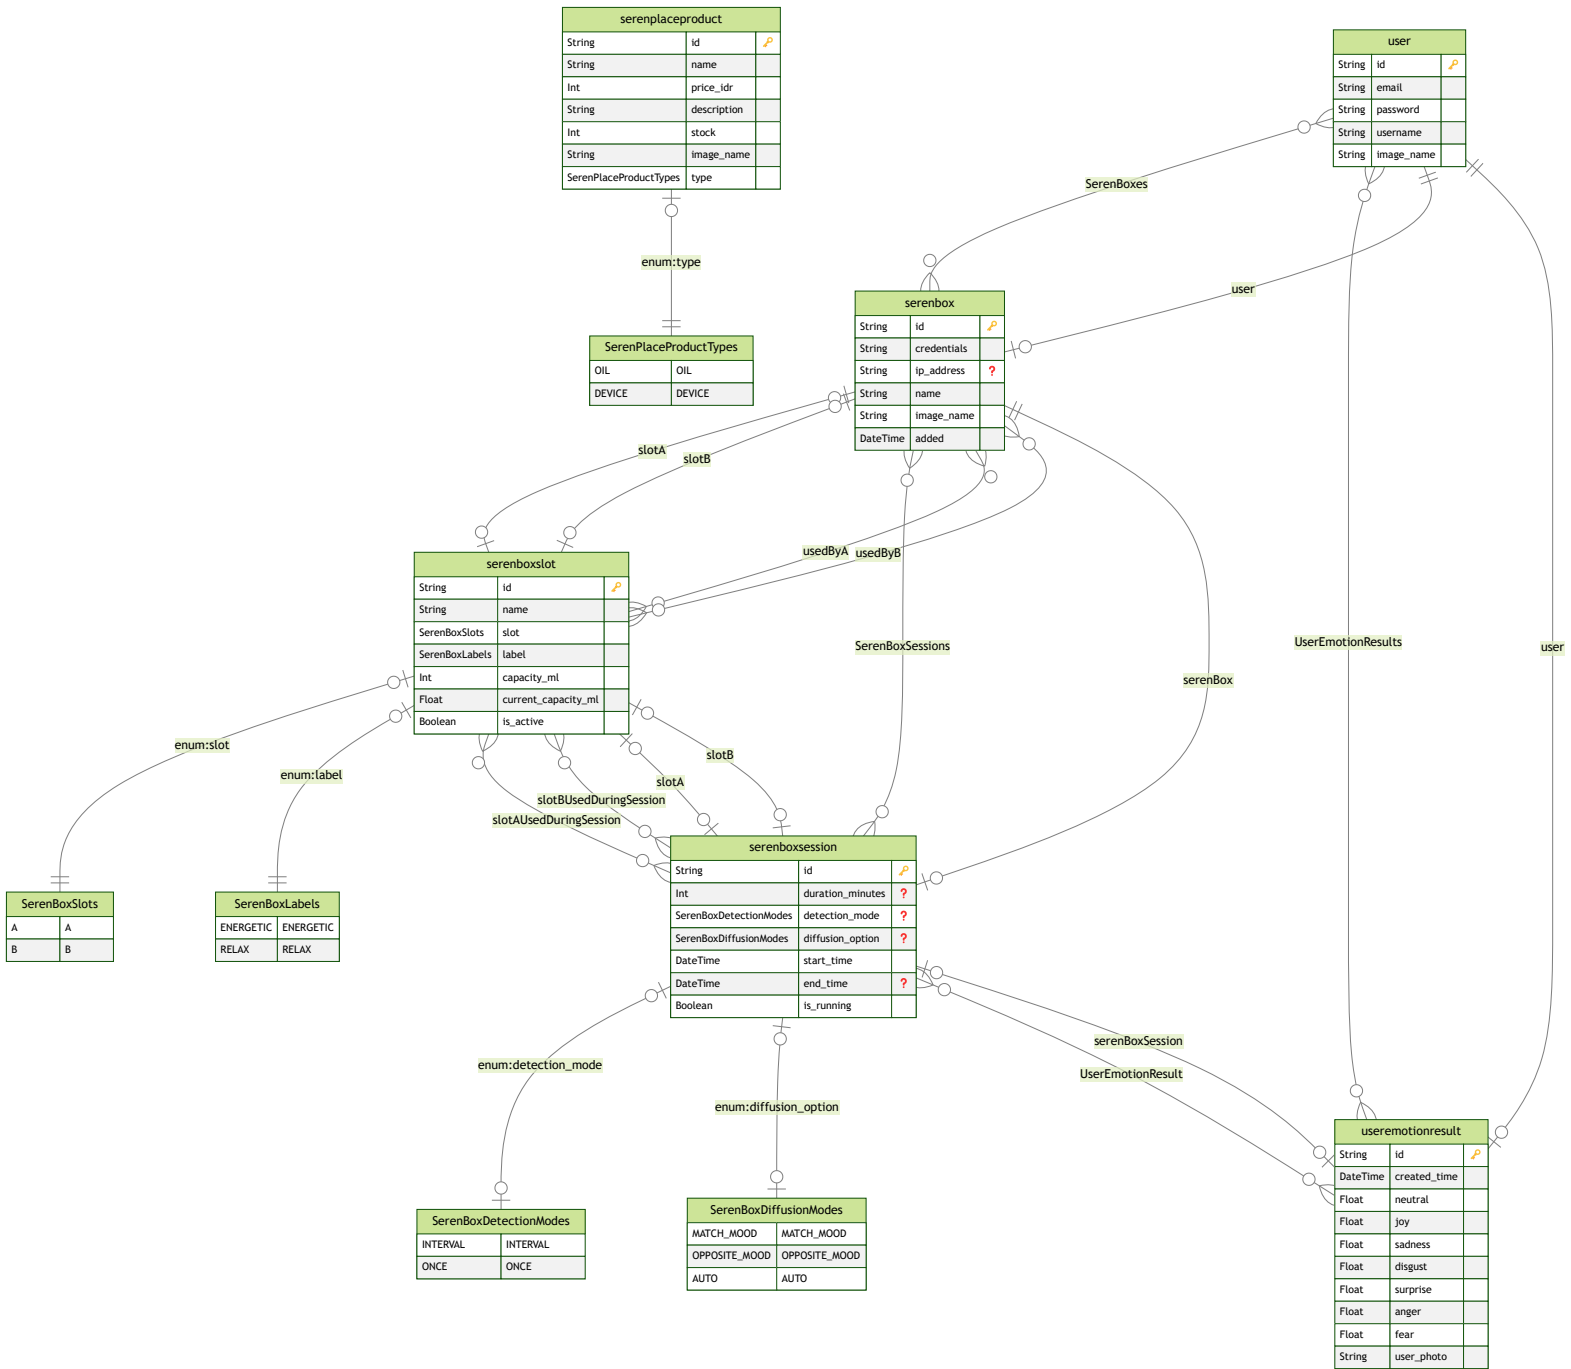 serenplaceproduct
String id
String name
Int price_idr
String description
Int stock
String image_name
SerenPlaceProductTypes type
user
String id
String email
String password
String username
String image_name
SerenBoxes
enum:type
user
serenbox
String id
String credentials
String ip_address ?
String name
String image_name
DateTime added
SerenPlaceProductTypes
OIL OIL
DEVICE DEVICE
slotA
slotB
usedByA
usedByB
serenboxslot
String id
String name
SerenBoxSlots slot
SerenBoxLabels label
Int capacity_ml
Float current_capacity_ml
Boolean is_active
SerenBoxSessions
serenBox
UserEmotionResults
user
enum:slot
enum:label
slotB
slotA
slotBUsedDuringSession
slotAUsedDuringSession
SerenBoxSlots
A A
B B
SerenBoxLabels
ENERGETIC ENERGETIC
RELAX RELAX
serenboxsession
String id
Int duration_minutes ?
SerenBoxDetectionModes detection_mode ?
SerenBoxDiffusionModes diffusion_option ?
DateTime start_time
DateTime end_time ?
Boolean is_running
serenBoxSession
UserEmotionResult
enum:detection_mode
enum:diffusion_option
SerenBoxDetectionModes
INTERVAL INTERVAL
ONCE ONCE
SerenBoxDiffusionModes
MATCH_MOOD MATCH_MOOD
OPPOSITE_MOOD OPPOSITE_MOOD
AUTO AUTO
useremotionresult
String id
DateTime created_time
Float neutral
Float joy
Float sadness
Float disgust
Float surprise
Float anger
Float fear
String user_photo